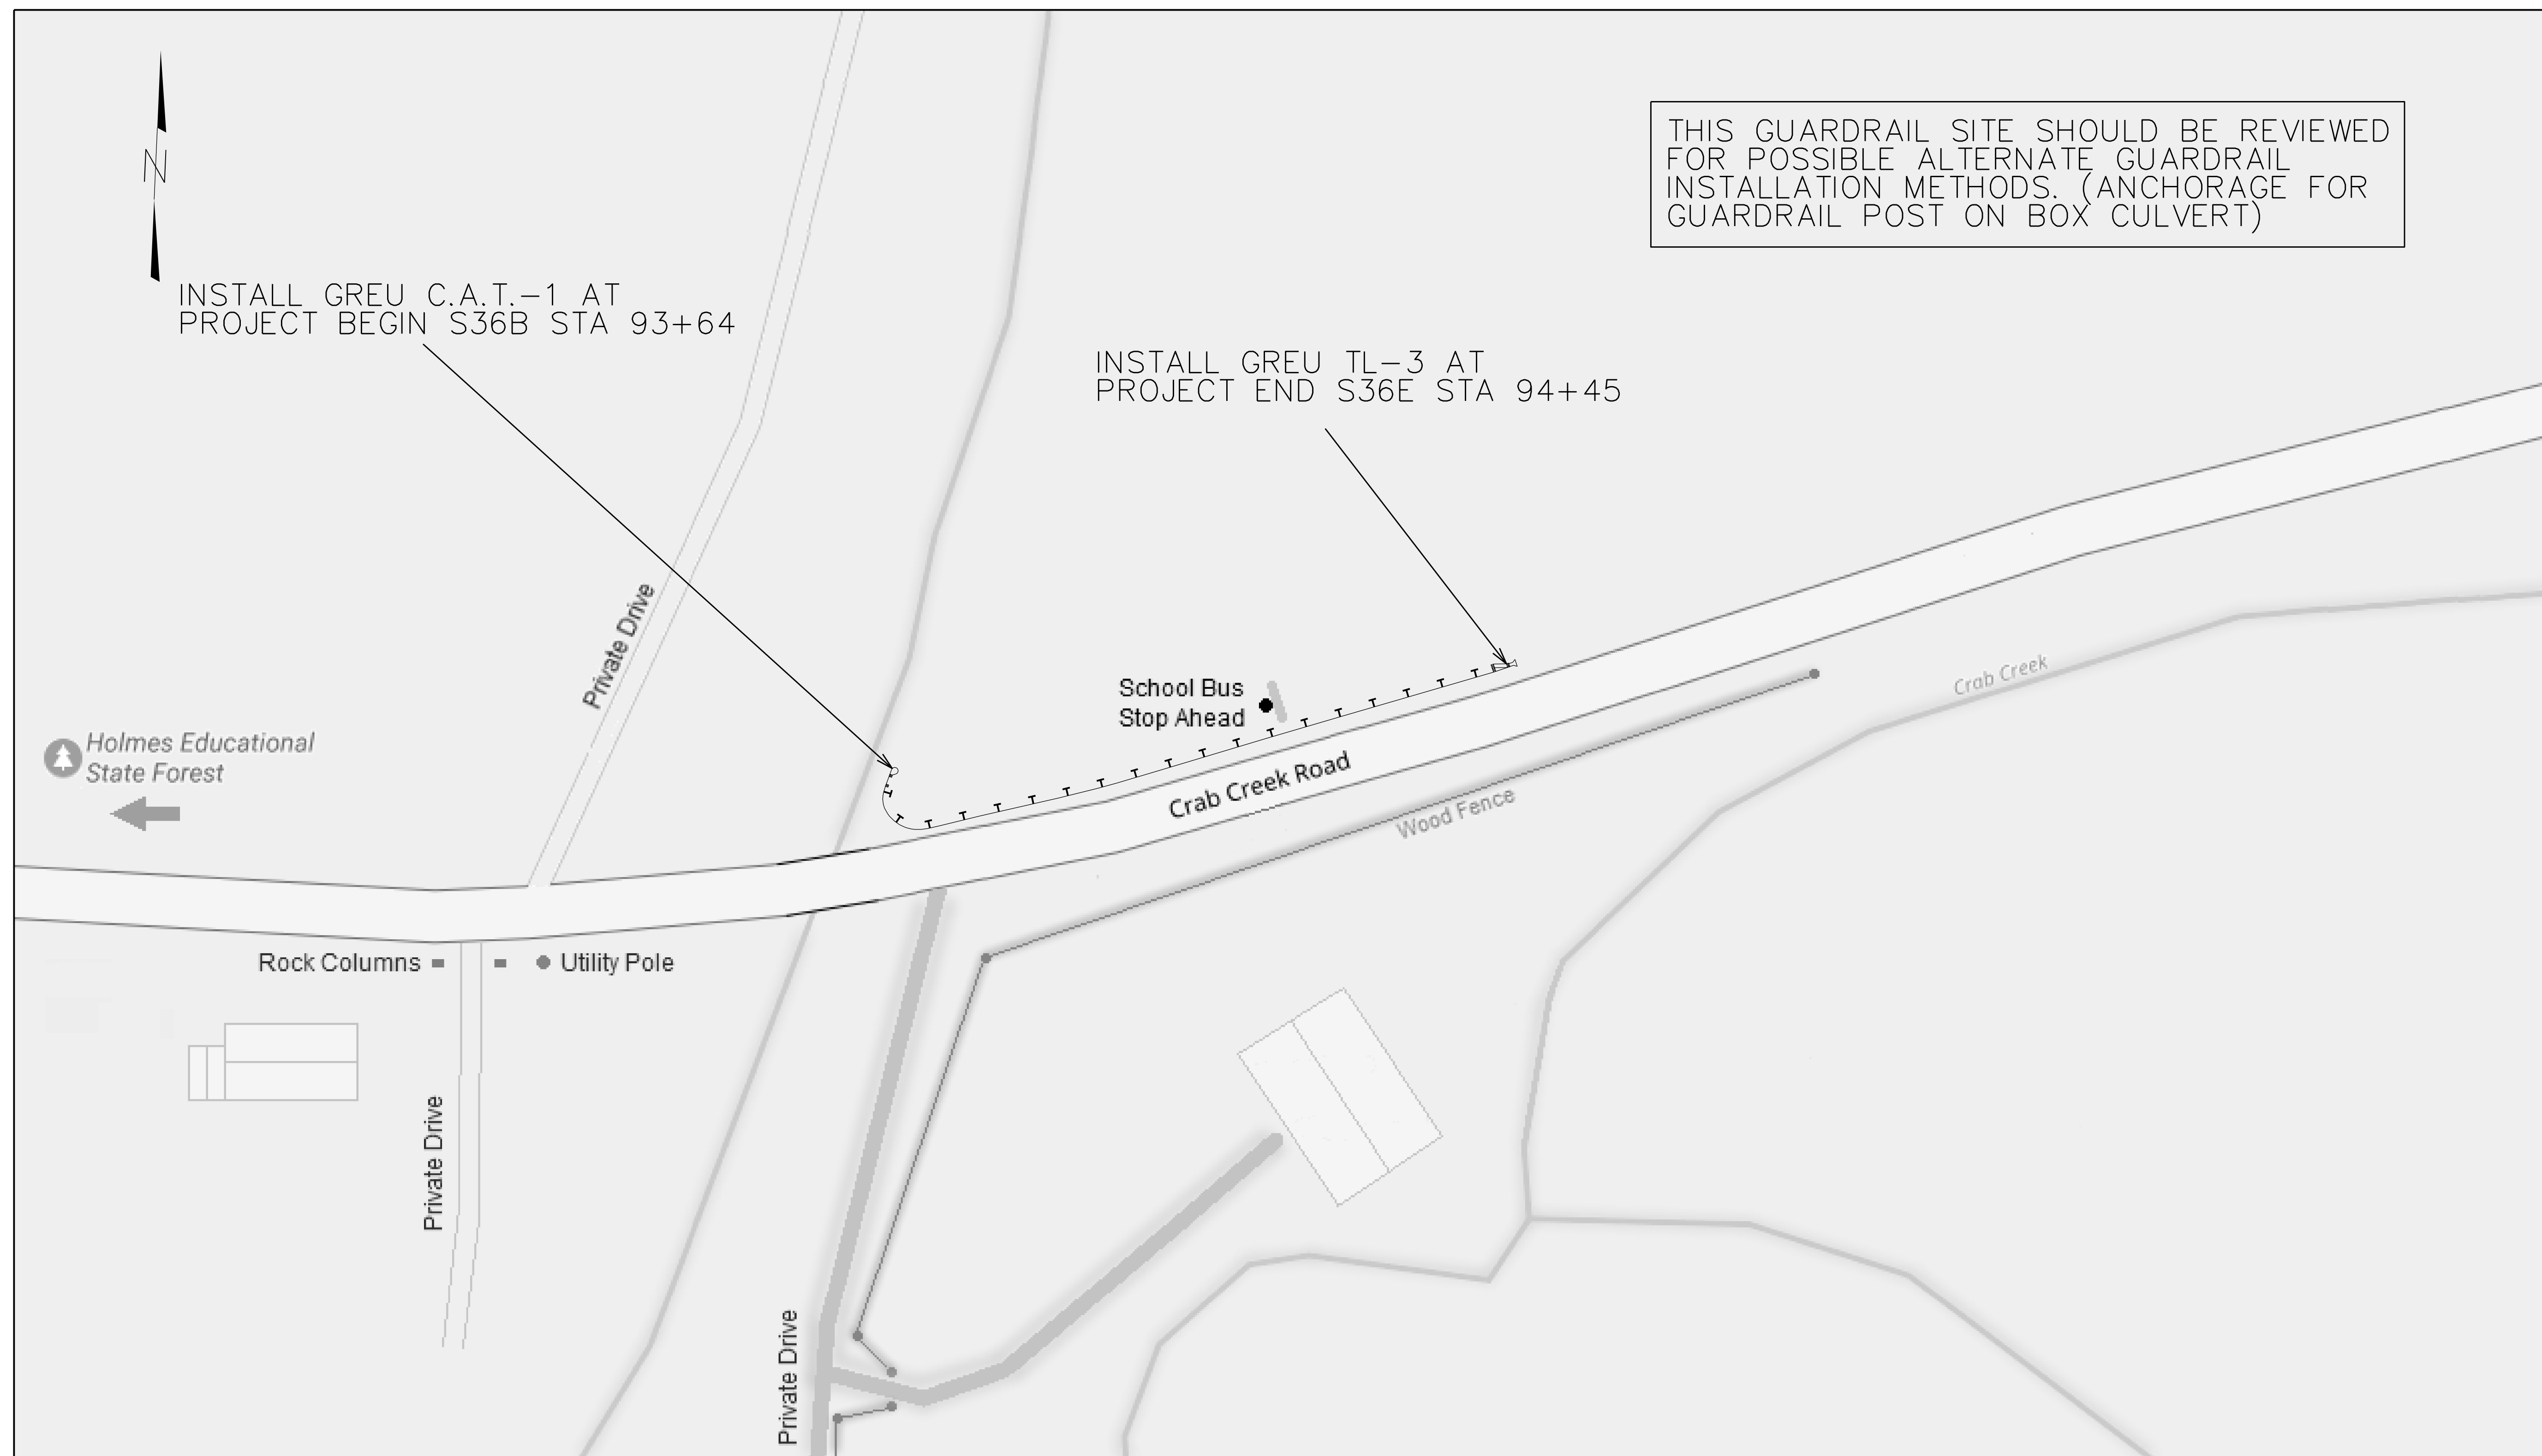 THIS GUARDRAIL SITE SHOULD BE REVIEWED
FOR POSSIBLE ALTERNATE GUARDRAIL
INSTALLATION METHODS. (ANCHORAGE FOR
GUARDRAIL POST ON BOX CULVERT)
N
INSTALL GREU C.A.T.-1 AT
PROJECT BEGIN S36B STA 93+64
INSTALL GREU TL-3 AT
PROJECT END S36E STA 94+45
Private Drive
School Bus
Stop Ahead
Crab Creek
Holmes Educational
State Forest
Crab Creek Road
Wood Fence
Rock Columns
Utility Pole
Private Drive
Private Drive